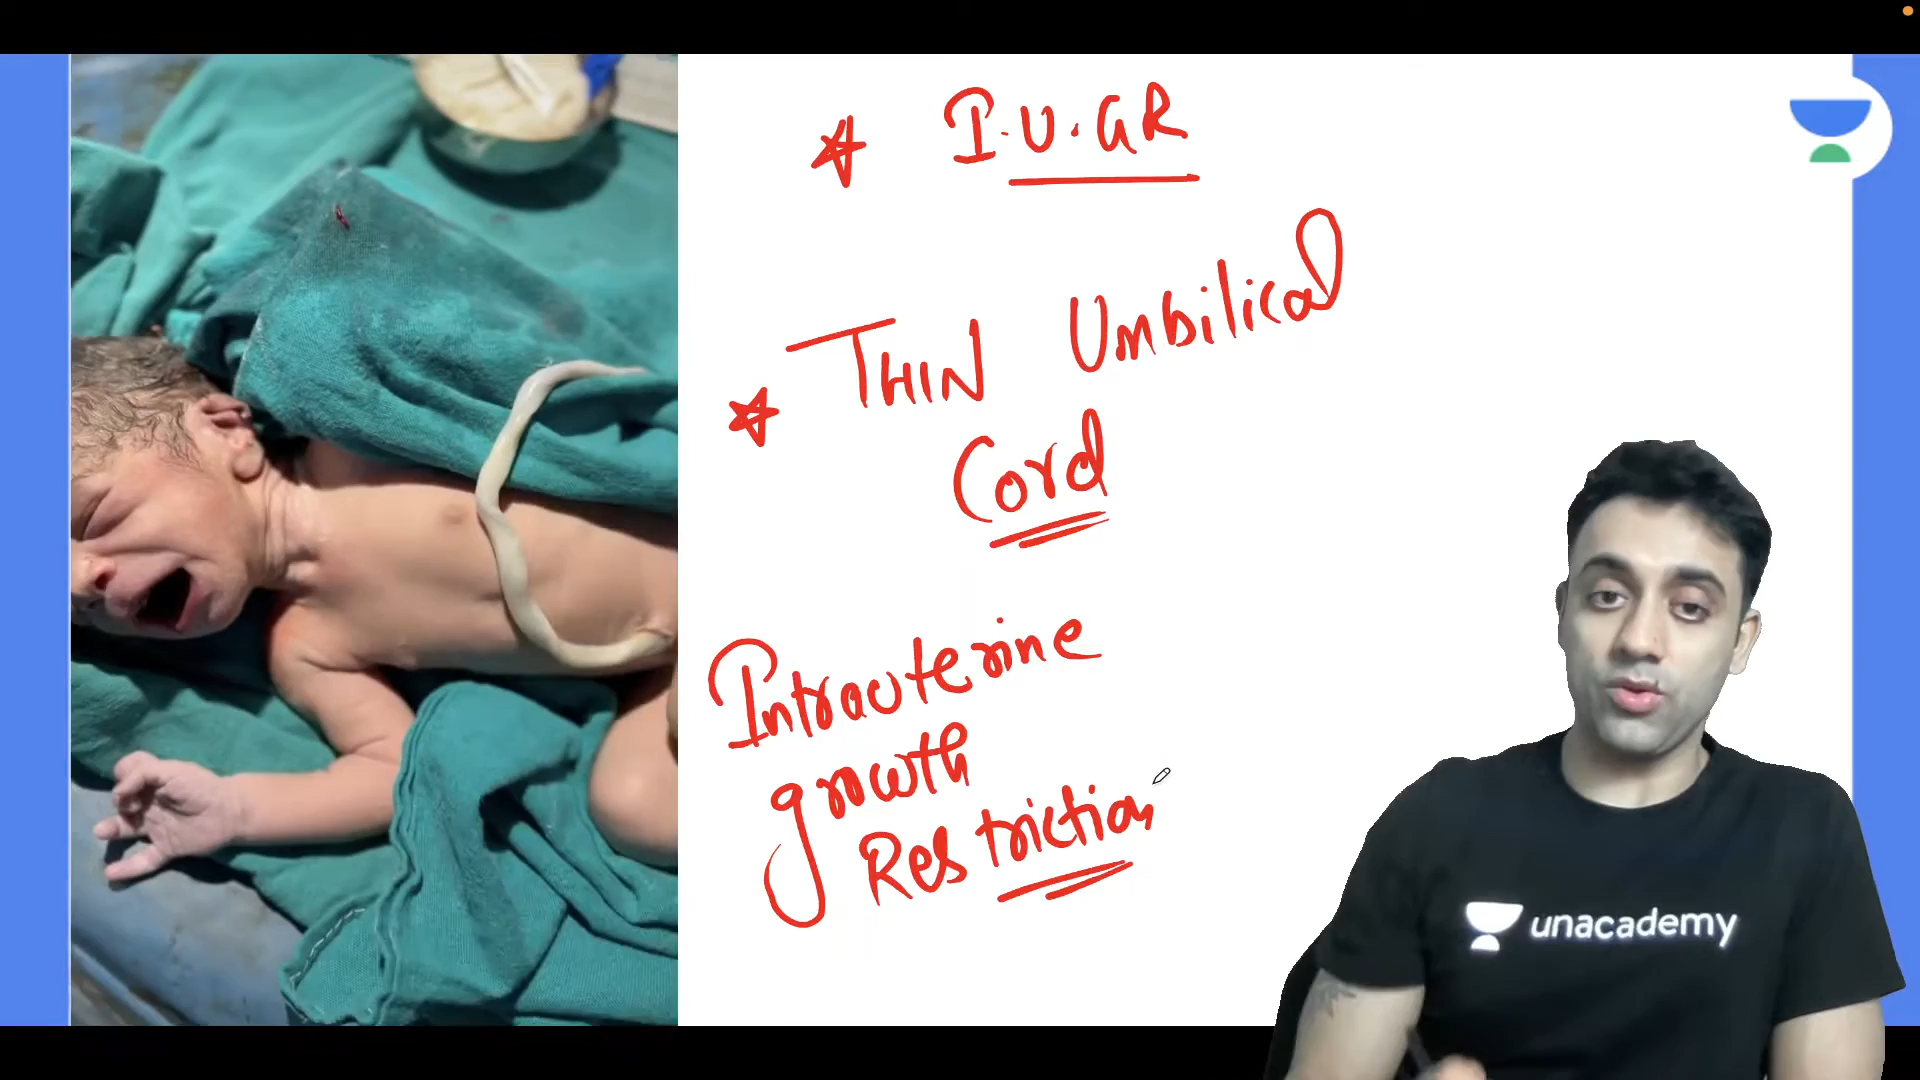 I.U.GR
THIN Umbilical
Cord
Intrauterine
growth
Restriction
unacademy